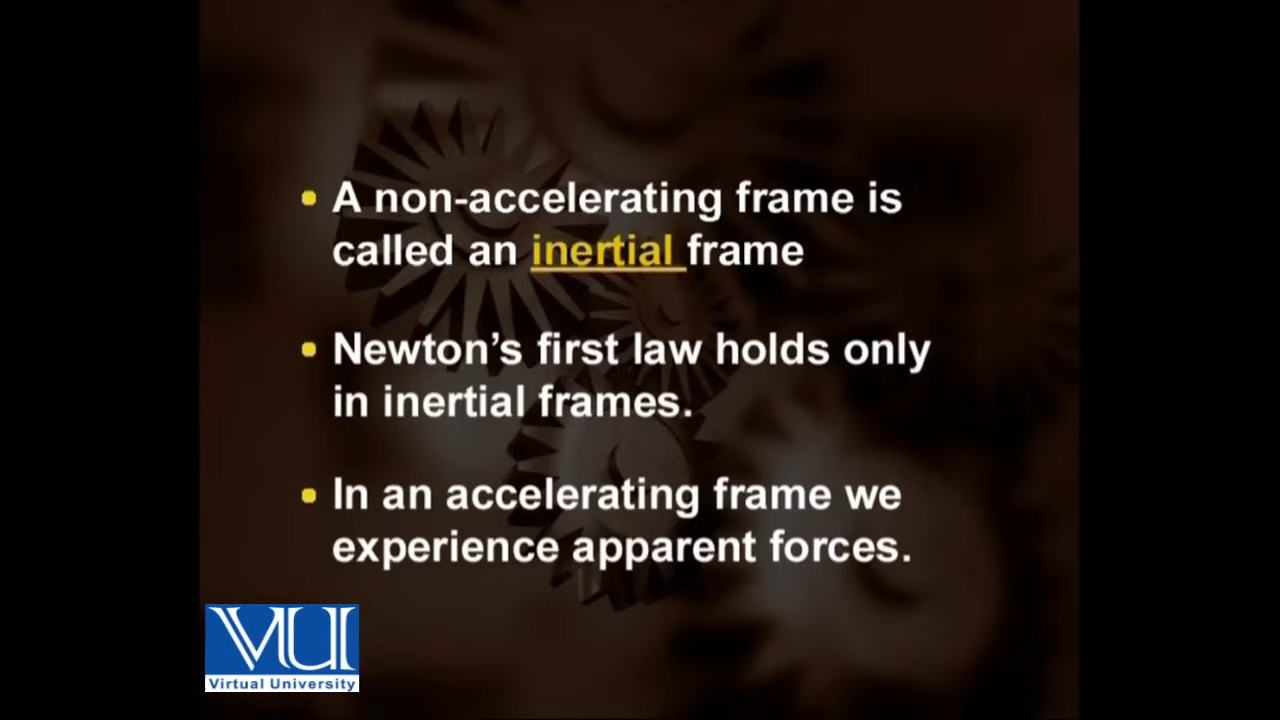 • A non-accelerating frame is
called an inertial frame
• Newton’s first law holds only
in inertial frames.
• In an accelerating frame we
experience apparent forces.
VU
Virtual University